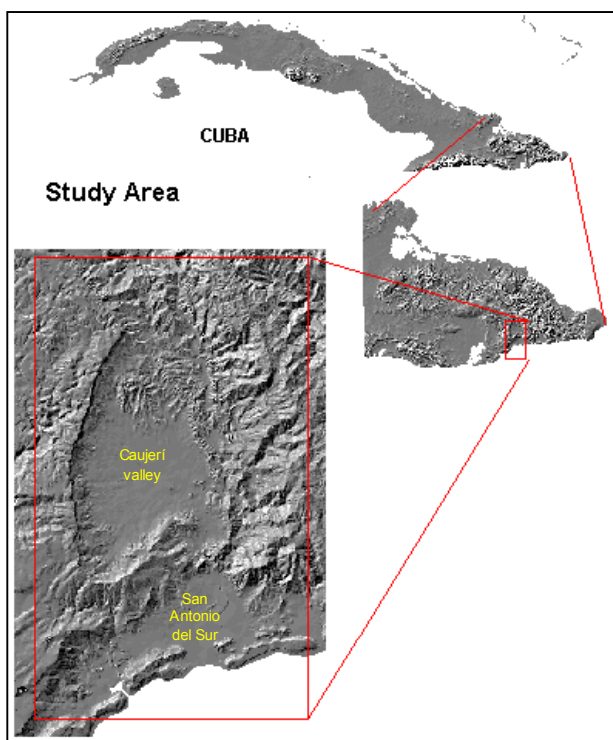 CUBA
Study Area
Caujerí
valley
San
Antonio
del Sur